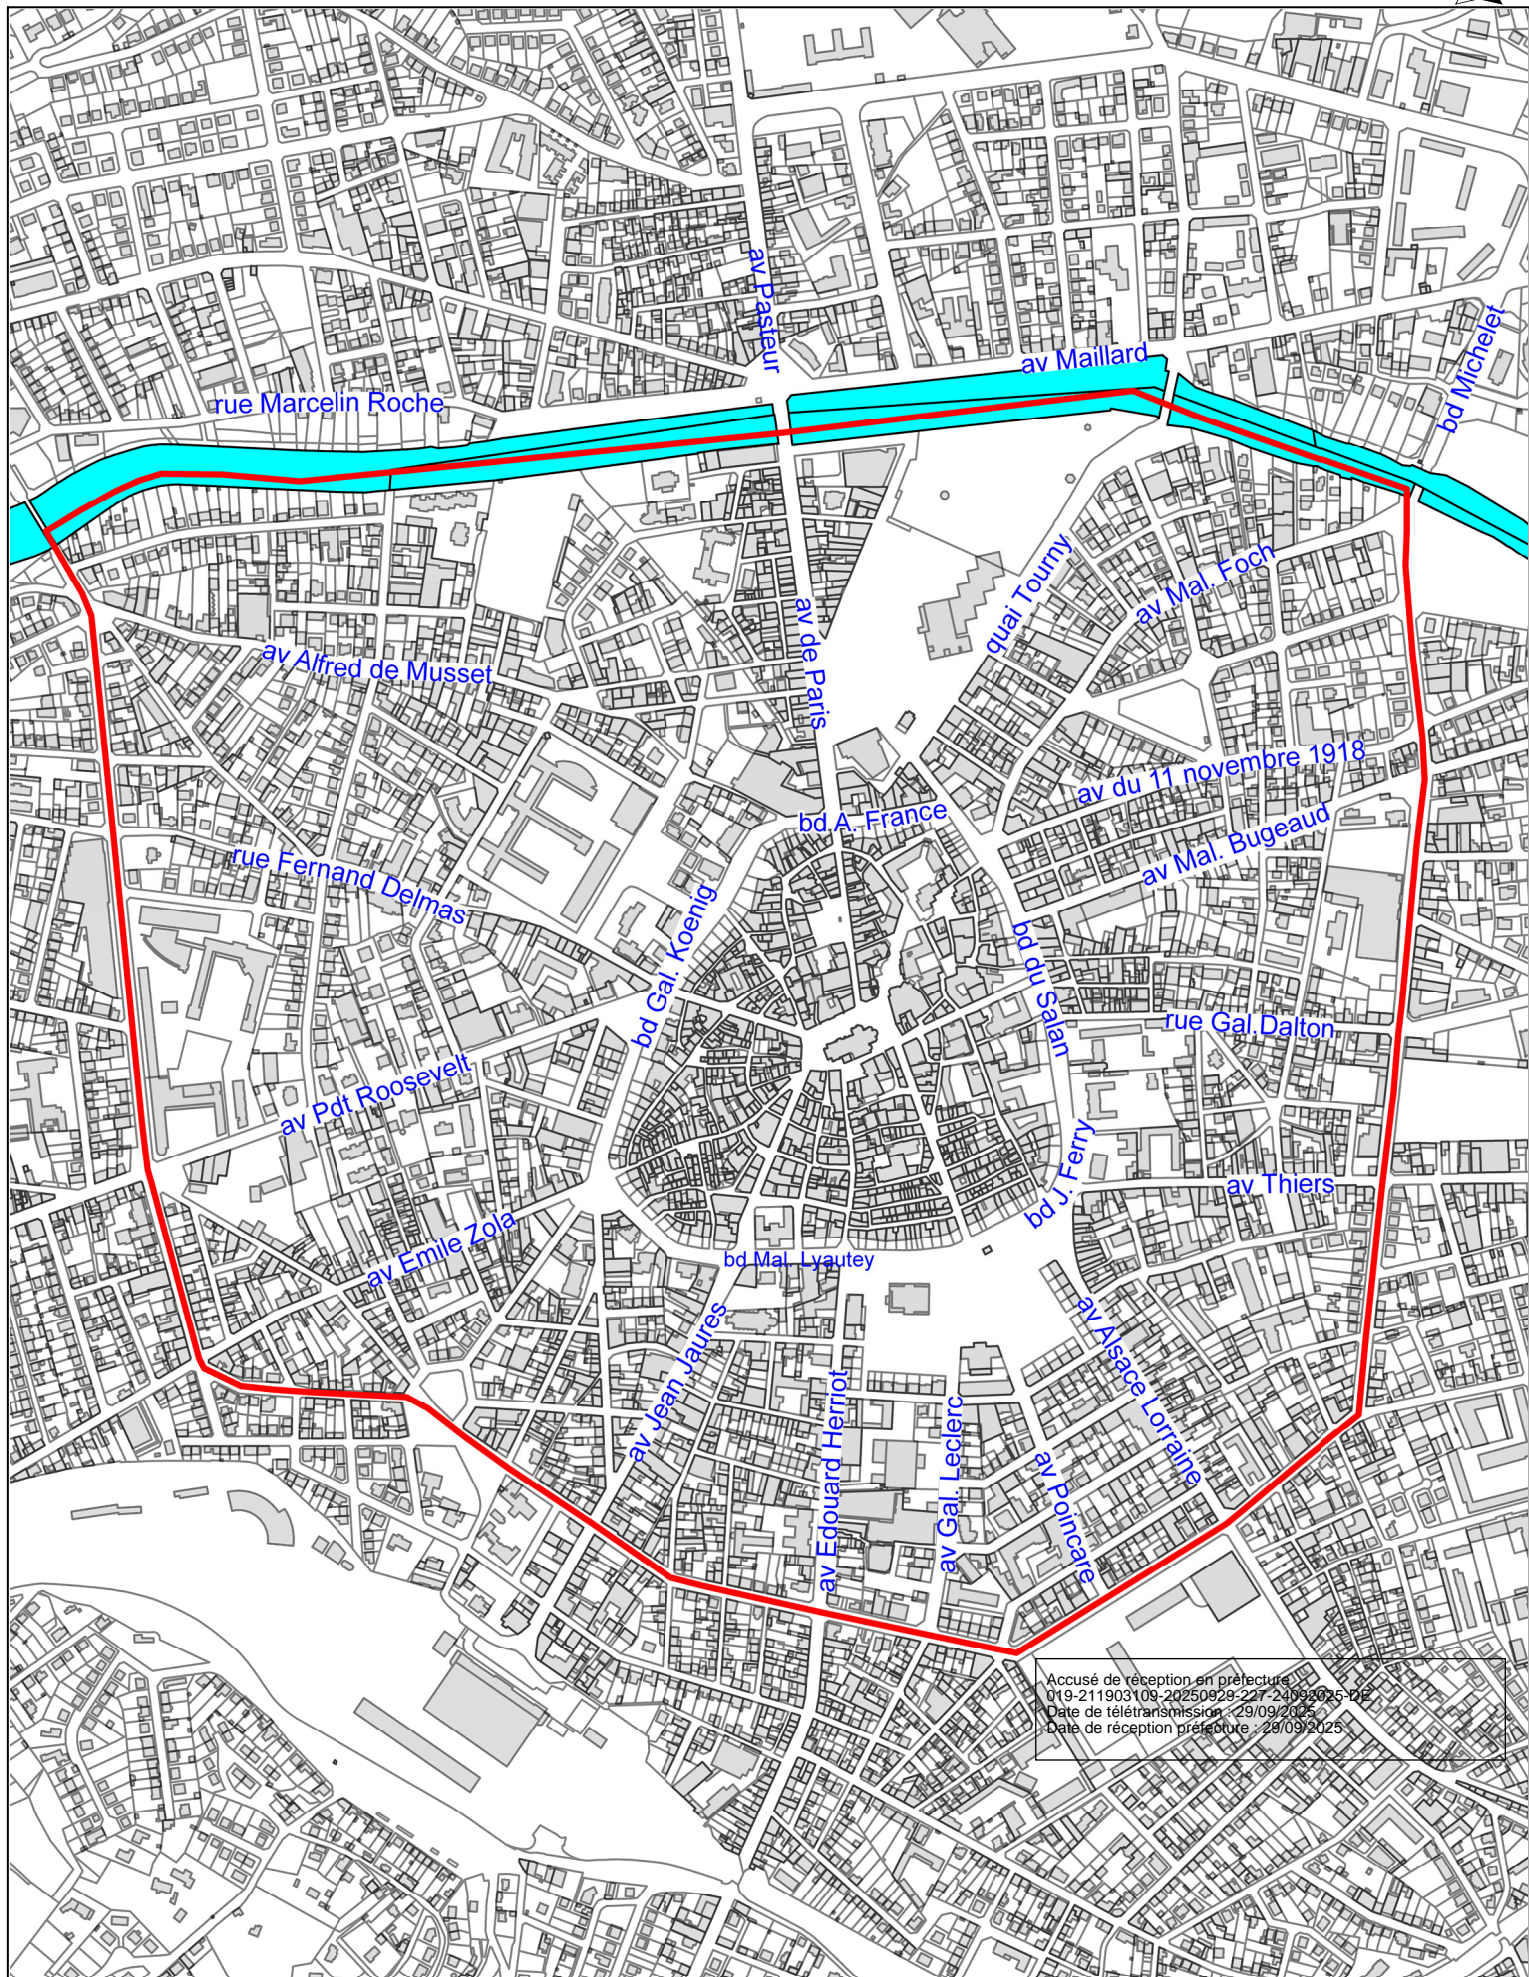 av Pasteur
av Maillard
bd Michelet
rue Marcelin Roche
quai Tourny
av Mal. Foch
av de Paris
av Alfred de Musset
av du 11 novembre 1918
bd A. France
av Mal. Bugeaud
rue Fernand Delmas
bd Gal. Koenig
bd du Salan
rue Gal.Dalton
av Pdt Roosevelt
bd J. Ferry
av Thiers
av Emile Zola
bd Mal. Lyautey
av Jean Jaures
av Alsace Lorraine
av Edouard Herriot
av Gal. Leclerc
av Poincare
Accusé de réception en préfecture
019-211903109-20250929-227-24092025-DE
Date de télétransmission : 29/09/2025
Date de réception préfecture : 29/09/2025